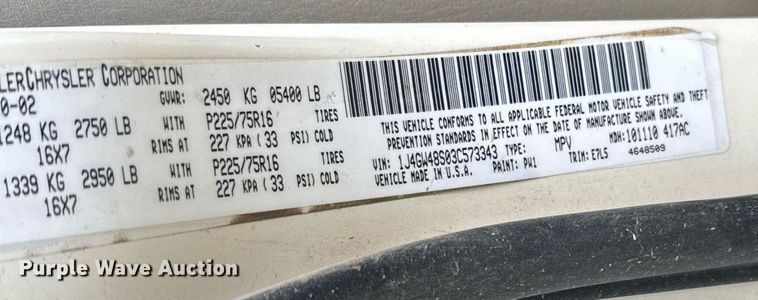 LERCHRYSLER CORPORATION
0-02 GVWR: 2450 KG 05400 LB
1248 KG 2750 LB WITH P225/75R16
16X7 RIMS AT 227 KPA ( 33 PSI) COLD
1339 KG 2950 LB WITH P225/75R16
16X7 RIMS AT 227 KPA ( 33 PSI) COLD
THIS VEHICLE CONFORMS TO ALL APPLICABLE FEDERAL MOTOR VEHICLE SAFETY AND THEFT
PREVENTION STANDARDS IN EFFECT ON THE DATE OF MANUFACTURE SHOWN ABOVE.
VIN: 1J4GW48S03C573343 TYPE: MPV MDH: 101110 417AC
VEHICLE MADE IN U.S.A. PAINT: PW1 TRIM: E7L5 4648509
Purple Wave Auction